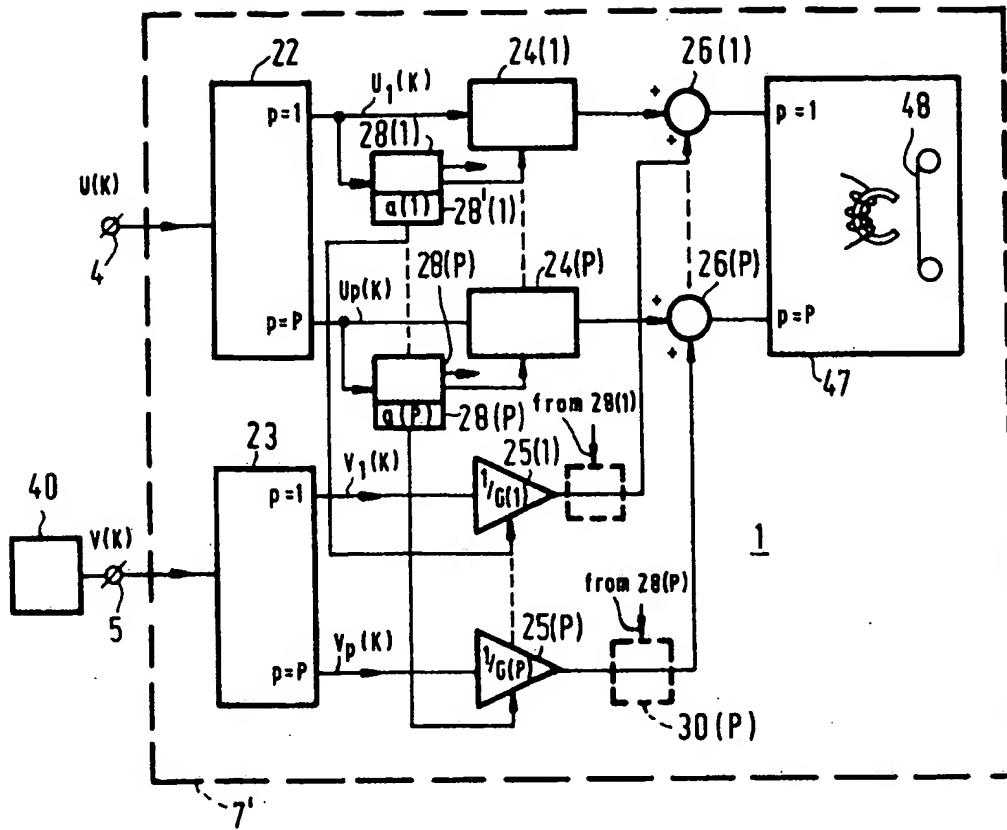 22
24(1)
26(1)
p=1
U₁(K)
+
+
p=1
48
28(1)
U(K)
a(1)
28'(1)
4
28(P)
24(P)
26(P)
p=P
Up(K)
+
+
p=P
47
a(P)
28(P)
from 28(1)
23
V₁(K)
25(1)
p=1
1/G(1)
40
V(K)
1
5
from 28(P)
Vp(K)
25(P)
p=P
1/G(P)
30(P)
7'